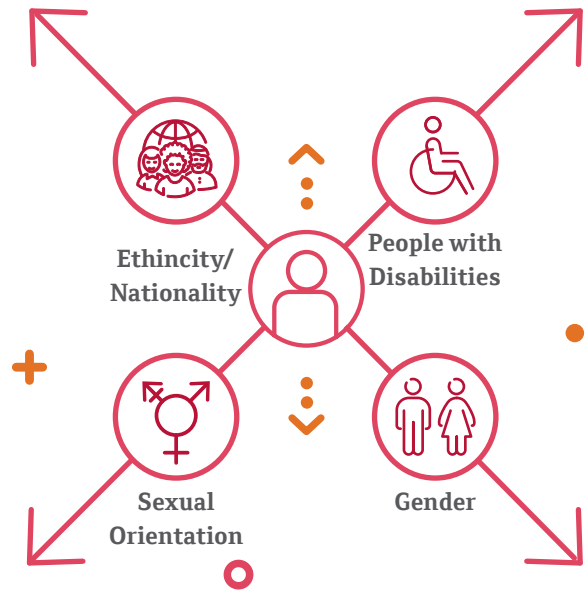 Ethincity/
Nationality
People with
Disabilities
Sexual
Orientation
Gender